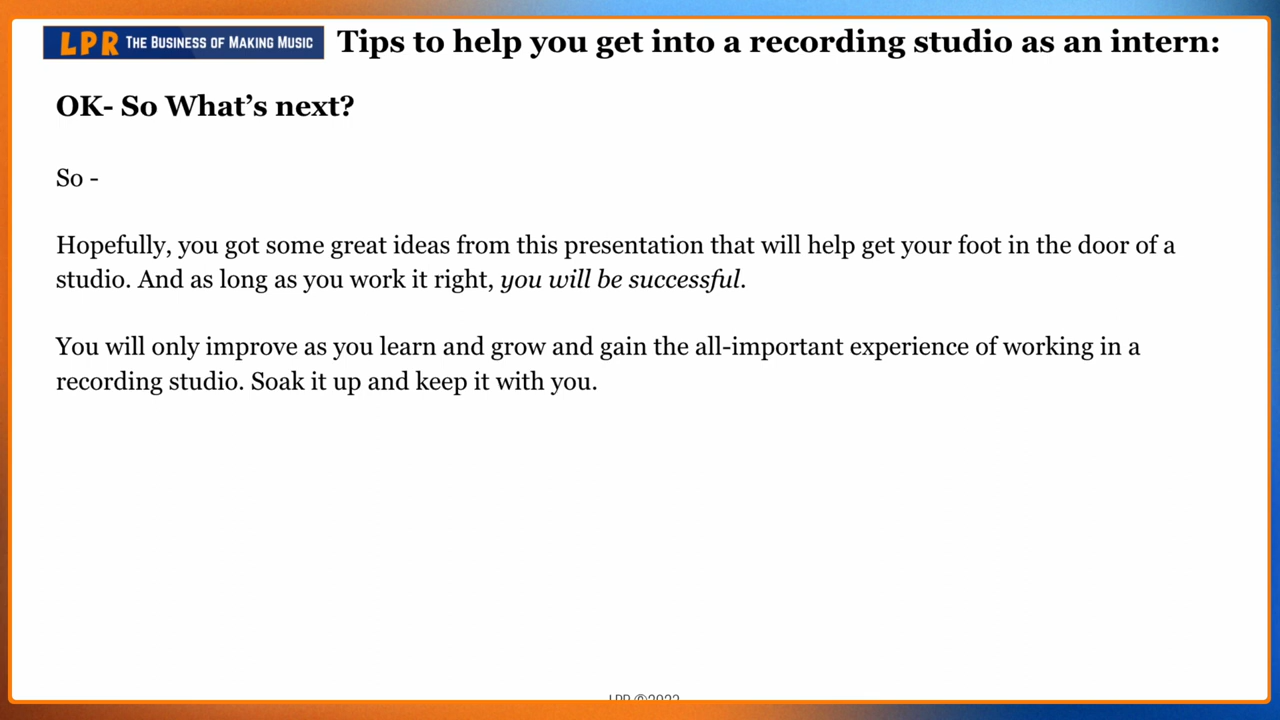 LPR THE BUSINESS OF MAKING MUSIC
Tips to help you get into a recording studio as an intern:
OK- So What’s next?
So -
Hopefully, you got some great ideas from this presentation that will help get your foot in the door of a
studio. And as long as you work it right, you will be successful.
You will only improve as you learn and grow and gain the all-important experience of working in a
recording studio. Soak it up and keep it with you.